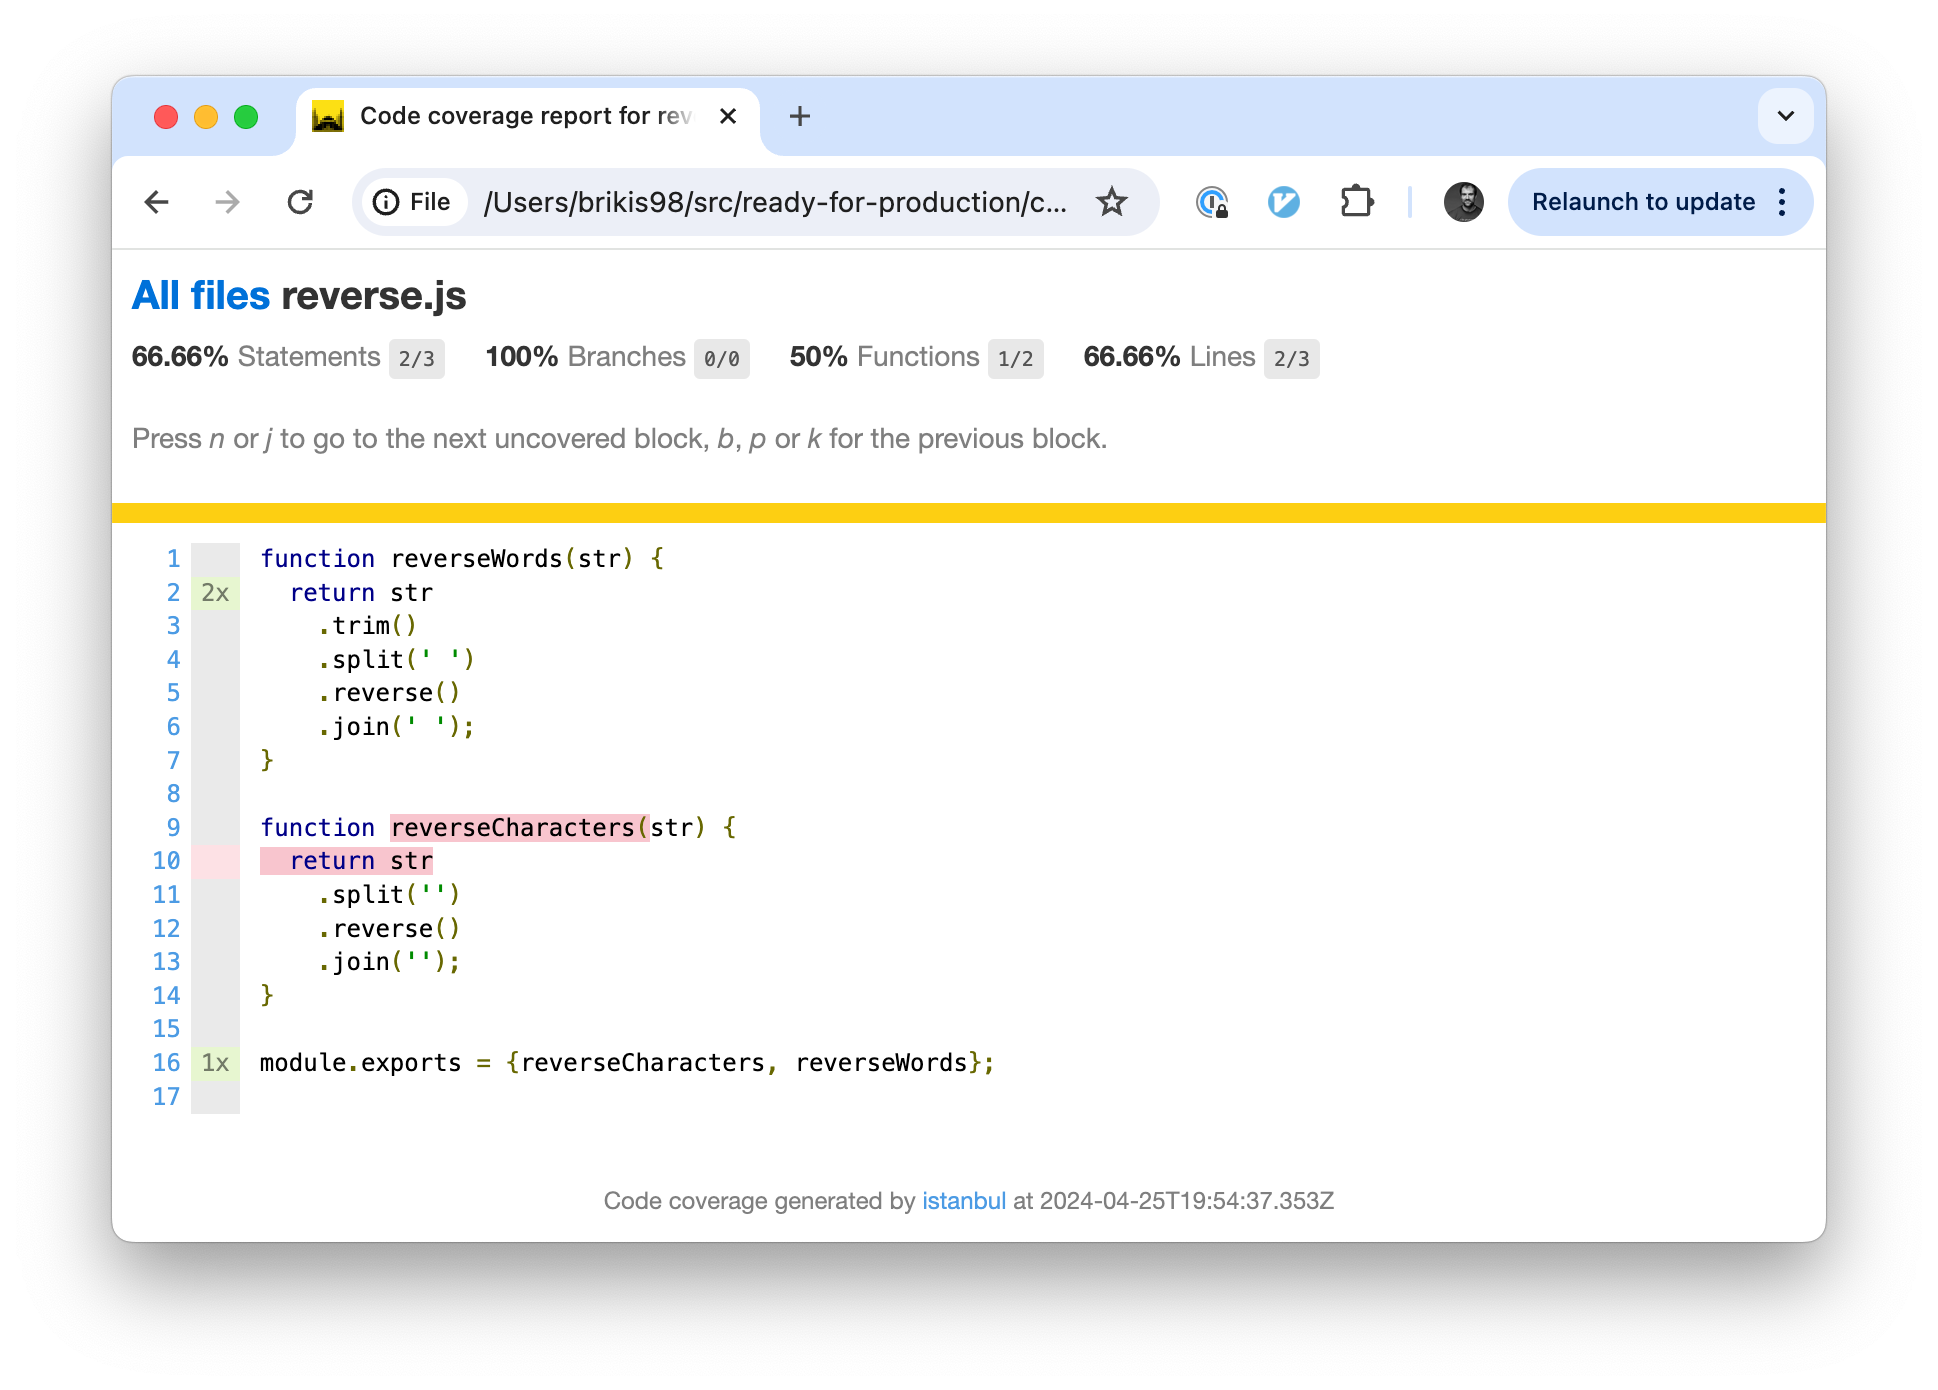 Code coverage report for rev
File /Users/brikis98/src/ready-for-production/c... Relaunch to update
All files reverse.js
66.66% Statements 2/3 100% Branches 0/0 50% Functions 1/2 66.66% Lines 2/3
Press n or j to go to the next uncovered block, b, p or k for the previous block.
1 function reverseWords(str) {
2 2x return str
3 .trim()
4 .split(' ')
5 .reverse()
6 .join(' ');
7 }
8
9 function reverseCharacters(str) {
10 return str
11 .split('')
12 .reverse()
13 .join('');
14 }
15
16 1x module.exports = {reverseCharacters, reverseWords};
17
Code coverage generated by istanbul at 2024-04-25T19:54:37.353Z